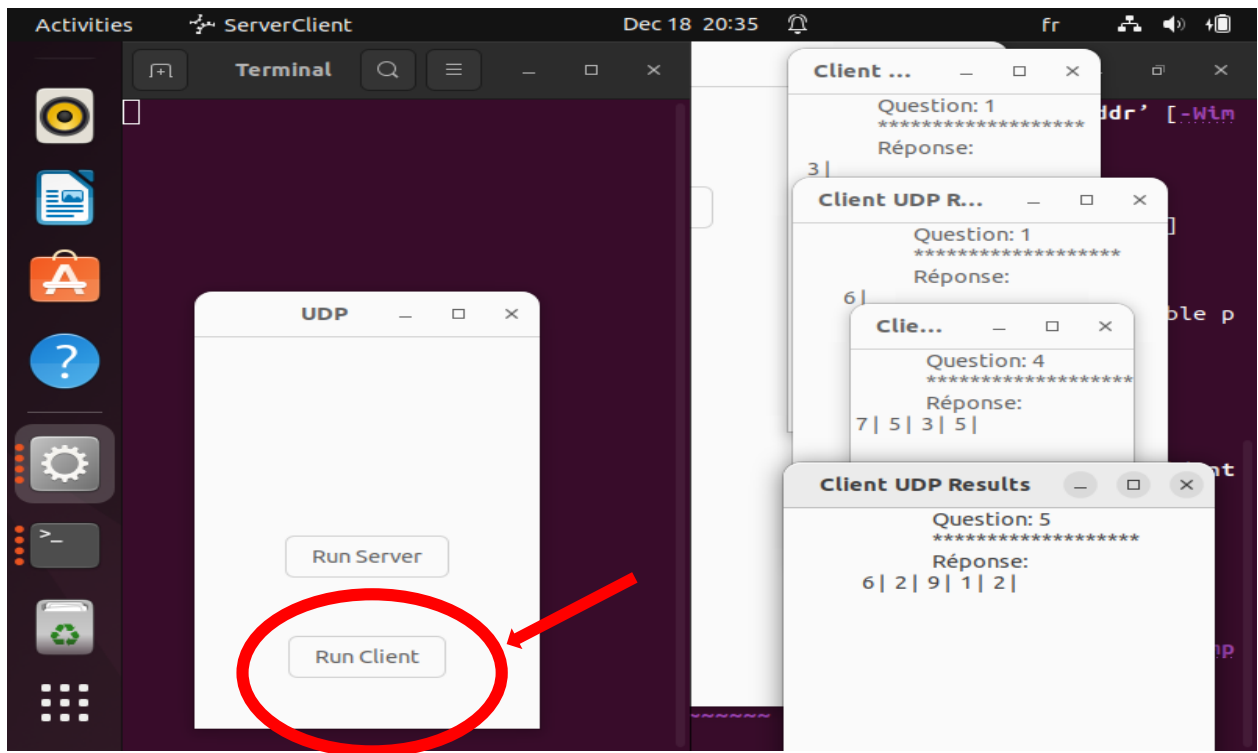 Activities ServerClient Dec 18 20:35 fr
Terminal
ddr’ [-Wim
]
ble p
nt
mp
~~~~~~
UDP
Run Server
Run Client
Client ...
Question: 1
*******************
Réponse:
3|
Client UDP R...
Question: 1
*******************
Réponse:
6|
Clie...
Question: 4
*******************
Réponse:
7| 5| 3| 5|
Client UDP Results
Question: 5
*******************
Réponse:
6| 2| 9| 1| 2|